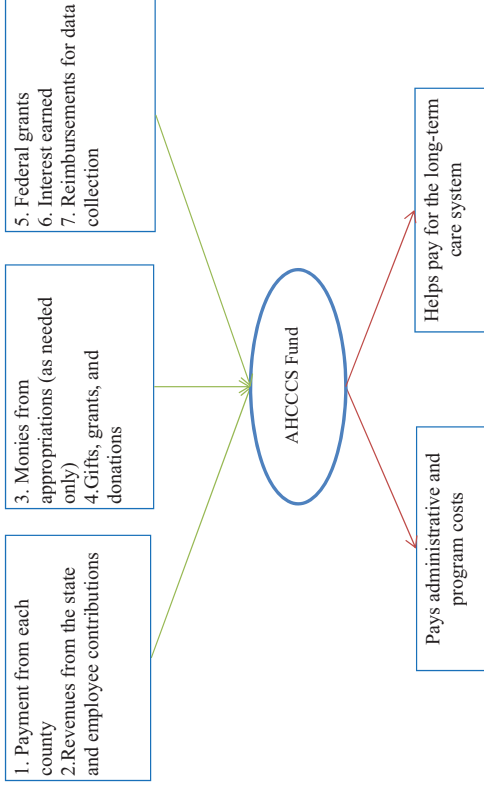 1. Payment from each
county
2.Revenues from the state
and employee contributions
3. Monies from
appropriations (as needed
only)
4.Gifts, grants, and
donations
5. Federal grants
6. Interest earned
7. Reimbursements for data
collection
AHCCCS Fund
Pays administrative and
program costs
Helps pay for the long-term
care system